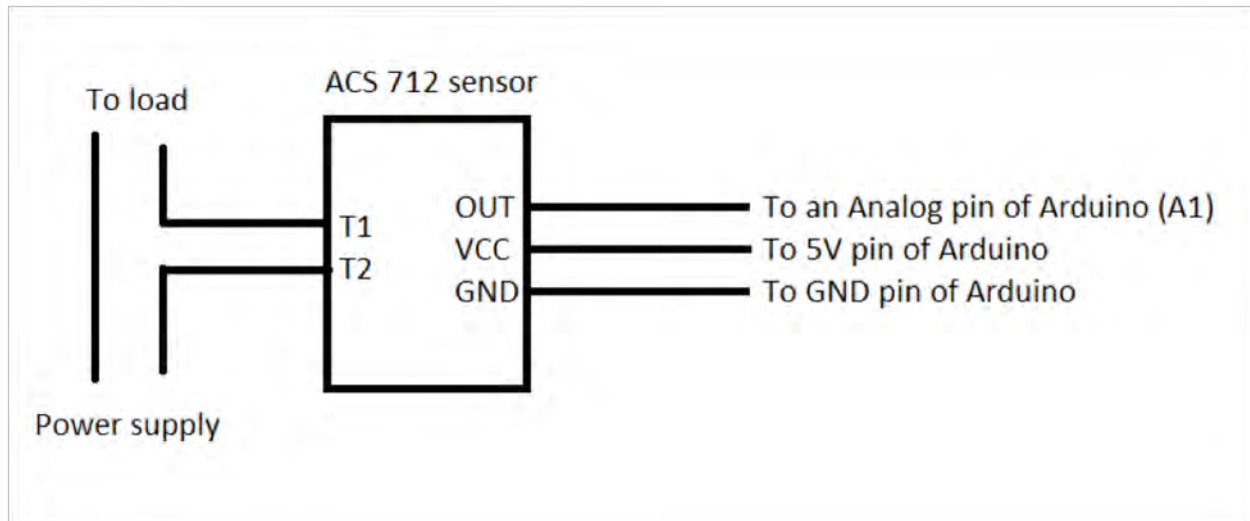 ACS 712 sensor
To load
T1
T2
OUT
VCC
GND
To an Analog pin of Arduino (A1)
To 5V pin of Arduino
To GND pin of Arduino
Power supply